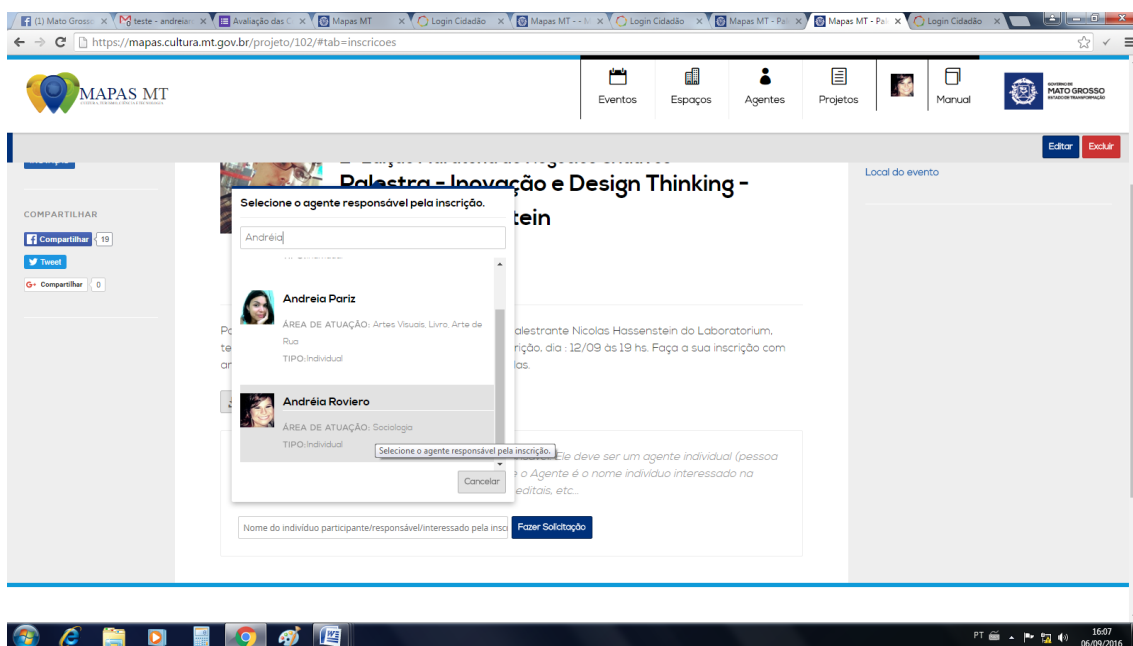 (1) Mato Gross
teste - andreian
Avaliação das C
Mapas MT
Login Cidadão
Mapas MT - - In
Login Cidadão
Mapas MT - Pal
Mapas MT - Pal
Login Cidadão
https://mapas.cultura.mt.gov.br/projeto/102/#tab=inscricoes
MAPAS MT
Eventos
Espaços
Agentes
Projetos
Manual
GOVERNO DE
MATO GROSSO
ESTADO DE TRANSFORMAÇÃO
Editar
Excluir
Palestra - Inovação e Design Thinking -
tein
Local do evento
COMPARTILHAR
Compartilhar 19
Tweet
G+ Compartilhar 0
Selecione o agente responsável pela inscrição.
Andréia
Andreia Pariz
ÁREA DE ATUAÇÃO: Artes Visuais, Livro, Arte de
Rua
TIPO:Individual
Andréia Roviero
ÁREA DE ATUAÇÃO: Sociologia
TIPO:Individual
Selecione o agente responsável pela inscrição.
Cancelar
alestrante Nicolas Hassenstein do Laboratorium,
rição, dia : 12/09 às 19 hs. Faça a sua inscrição com
las.
Ele deve ser um agente individual (pessoa
o Agente é o nome indivíduo interessado na
editais, etc...
Nome do indivíduo participante/responsável/interessado pela insc
Fazer Solicitação
PT
16:07
06/09/2016